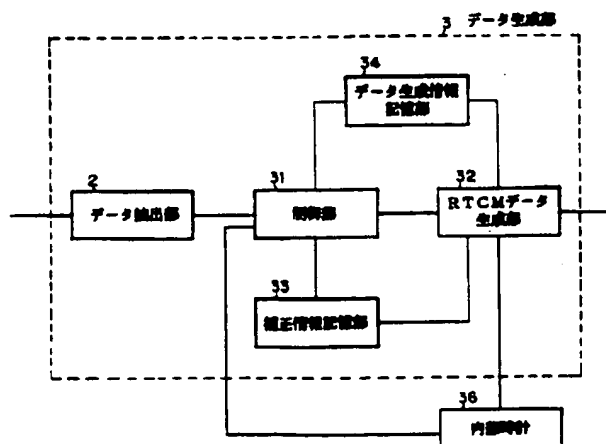 3 データ生成部
34
データ生成情報
記憶部
2
データ抽出部
31
制御部
32
RTCMデータ
生成部
33
補正情報記憶部
36
内部時計